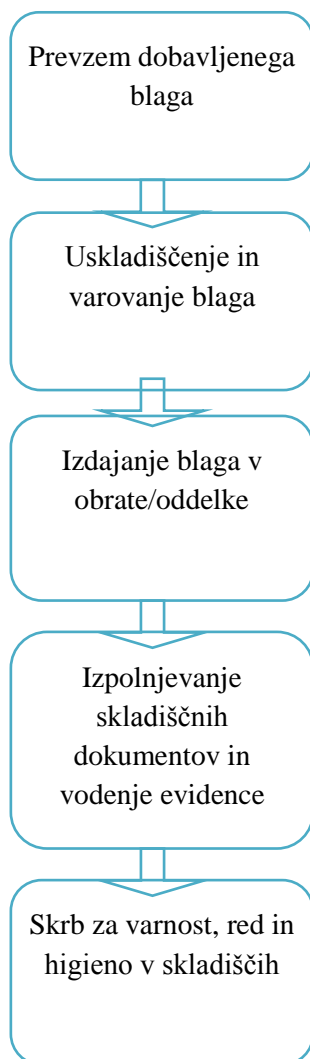 Prevzem dobavljenega
blaga
Uskladiščenje in
varovanje blaga
Izdajanje blaga v
obrate/oddelke
Izpolnjevanje
skladiščnih
dokumentov in
vodenje evidence
Skrb za varnost, red in
higieno v skladiščih